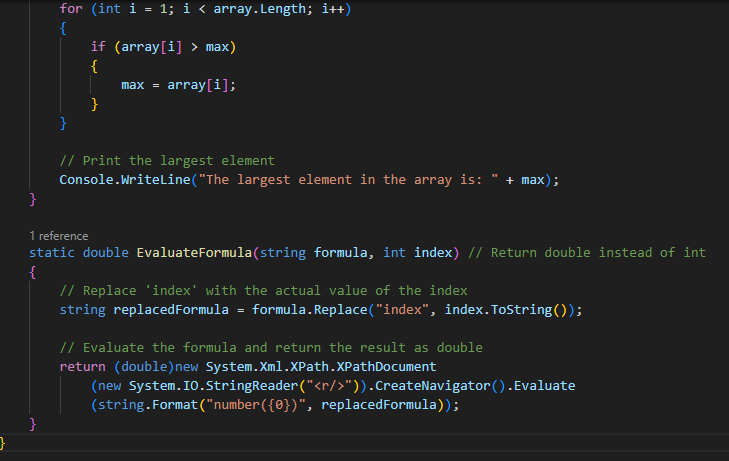 for (int i = 1; i < array.Length; i++)
{
if (array[i] > max)
{
max = array[i];
}
}
// Print the largest element
Console.WriteLine("The largest element in the array is: " + max);
}
1 reference
static double EvaluateFormula(string formula, int index) // Return double instead of int
{
// Replace 'index' with the actual value of the index
string replacedFormula = formula.Replace("index", index.ToString());
// Evaluate the formula and return the result as double
return (double)new System.Xml.XPath.XPathDocument
(new System.IO.StringReader("<r/>")).CreateNavigator().Evaluate
(string.Format("number({0})", replacedFormula));
}
}